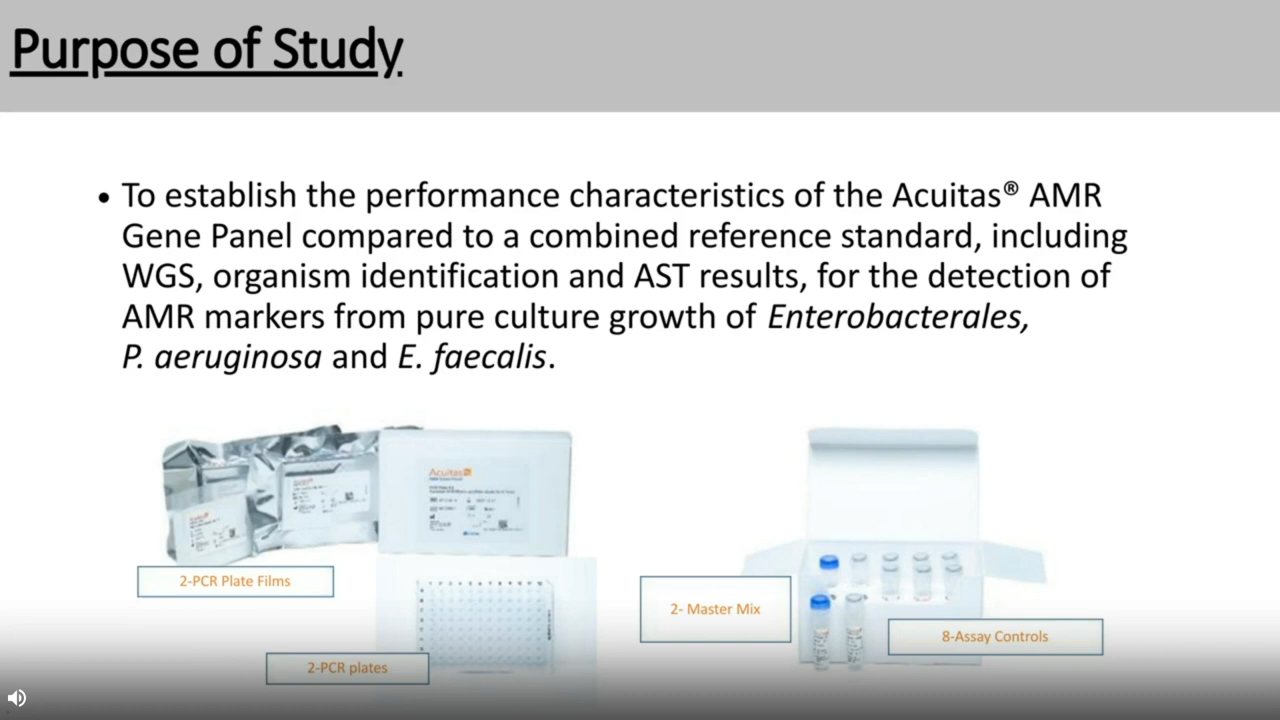 Purpose of Study
• To establish the performance characteristics of the Acuitas® AMR
Gene Panel compared to a combined reference standard, including
WGS, organism identification and AST results, for the detection of
AMR markers from pure culture growth of Enterobacterales,
P. aeruginosa and E. faecalis.
Acuitas
2-PCR Plate Films
2- Master Mix
8-Assay Controls
2-PCR plates